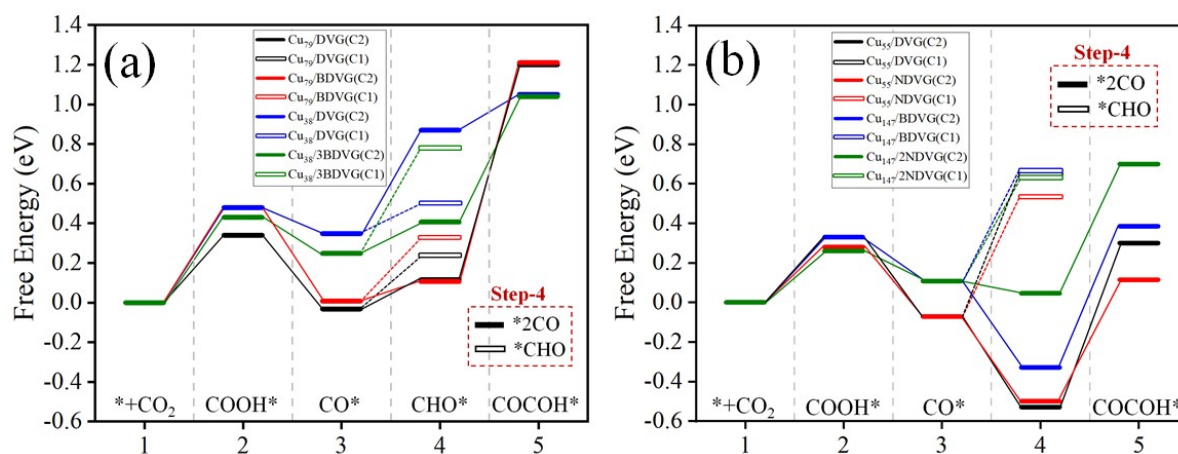 (a)
Free Energy (eV)
1.4
1.2
1.0
0.8
0.6
0.4
0.2
0.0
-0.2
-0.4
-0.6
Cu₇₉/DVG(C2)
Cu₇₉/DVG(C1)
Cu₇₉/BDVG(C2)
Cu₇₉/BDVG(C1)
Cu₃₈/DVG(C2)
Cu₃₈/DVG(C1)
Cu₃₈/3BDVG(C2)
Cu₃₈/3BDVG(C1)
Step-4
*2CO
*CHO
*+CO₂ COOH* CO* CHO* COCOH*
1 2 3 4 5
(b)
Free Energy (eV)
1.4
1.2
1.0
0.8
0.6
0.4
0.2
0.0
-0.2
-0.4
-0.6
Cu₅₅/DVG(C2)
Cu₅₅/DVG(C1)
Cu₅₅/NDVG(C2)
Cu₅₅/NDVG(C1)
Cu₁₄₇/BDVG(C2)
Cu₁₄₇/BDVG(C1)
Cu₁₄₇/2NDVG(C2)
Cu₁₄₇/2NDVG(C1)
Step-4
*2CO
*CHO
*+CO₂ COOH* CO* COCOH*
1 2 3 4 5